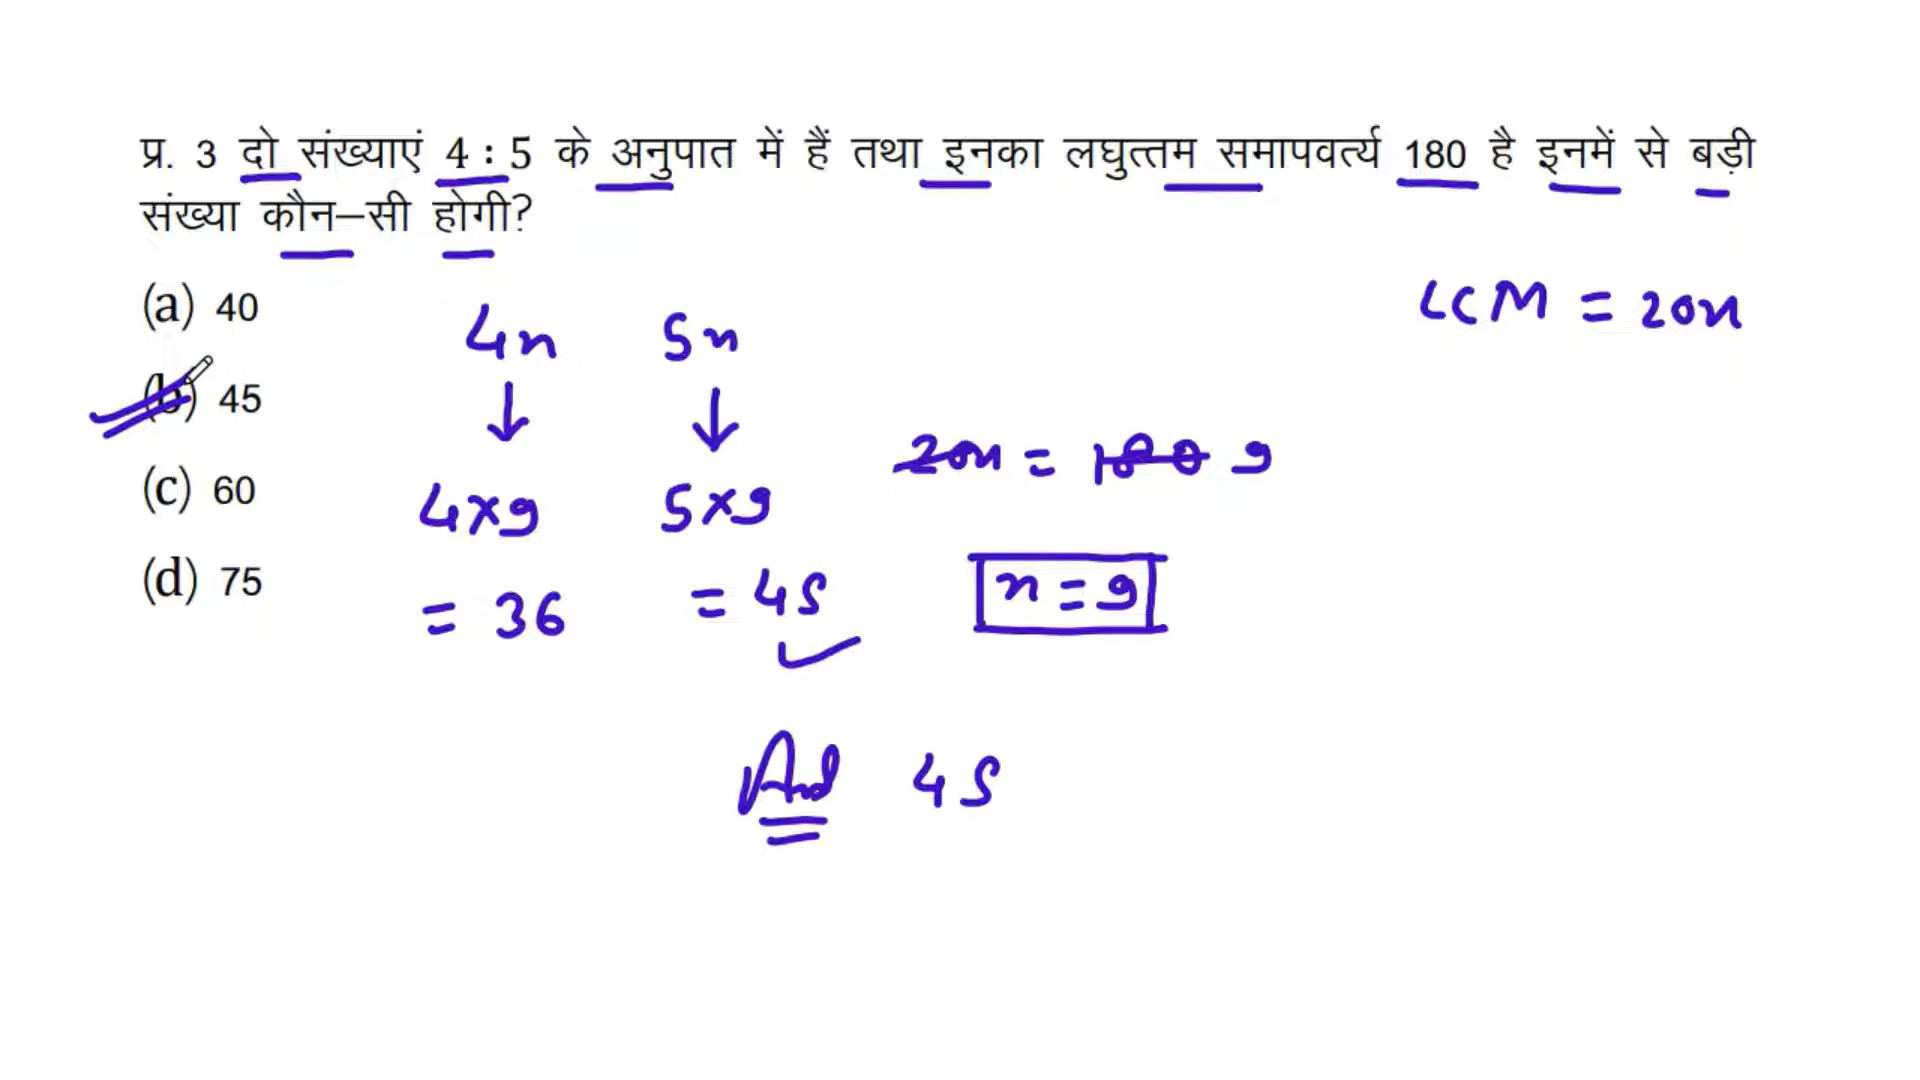 प्र. 3 दो संख्याएं 4 : 5 के अनुपात में हैं तथा इनका लघुत्तम समापवर्त्य 180 है इनमें से बड़ी
संख्या कौन–सी होगी?
(a) 40
(b) 45
(c) 60
(d) 75
4n 5n
LCM = 20n
20n = 180 9
4×9 5×9
= 36 = 45
n = 9
Ans 45